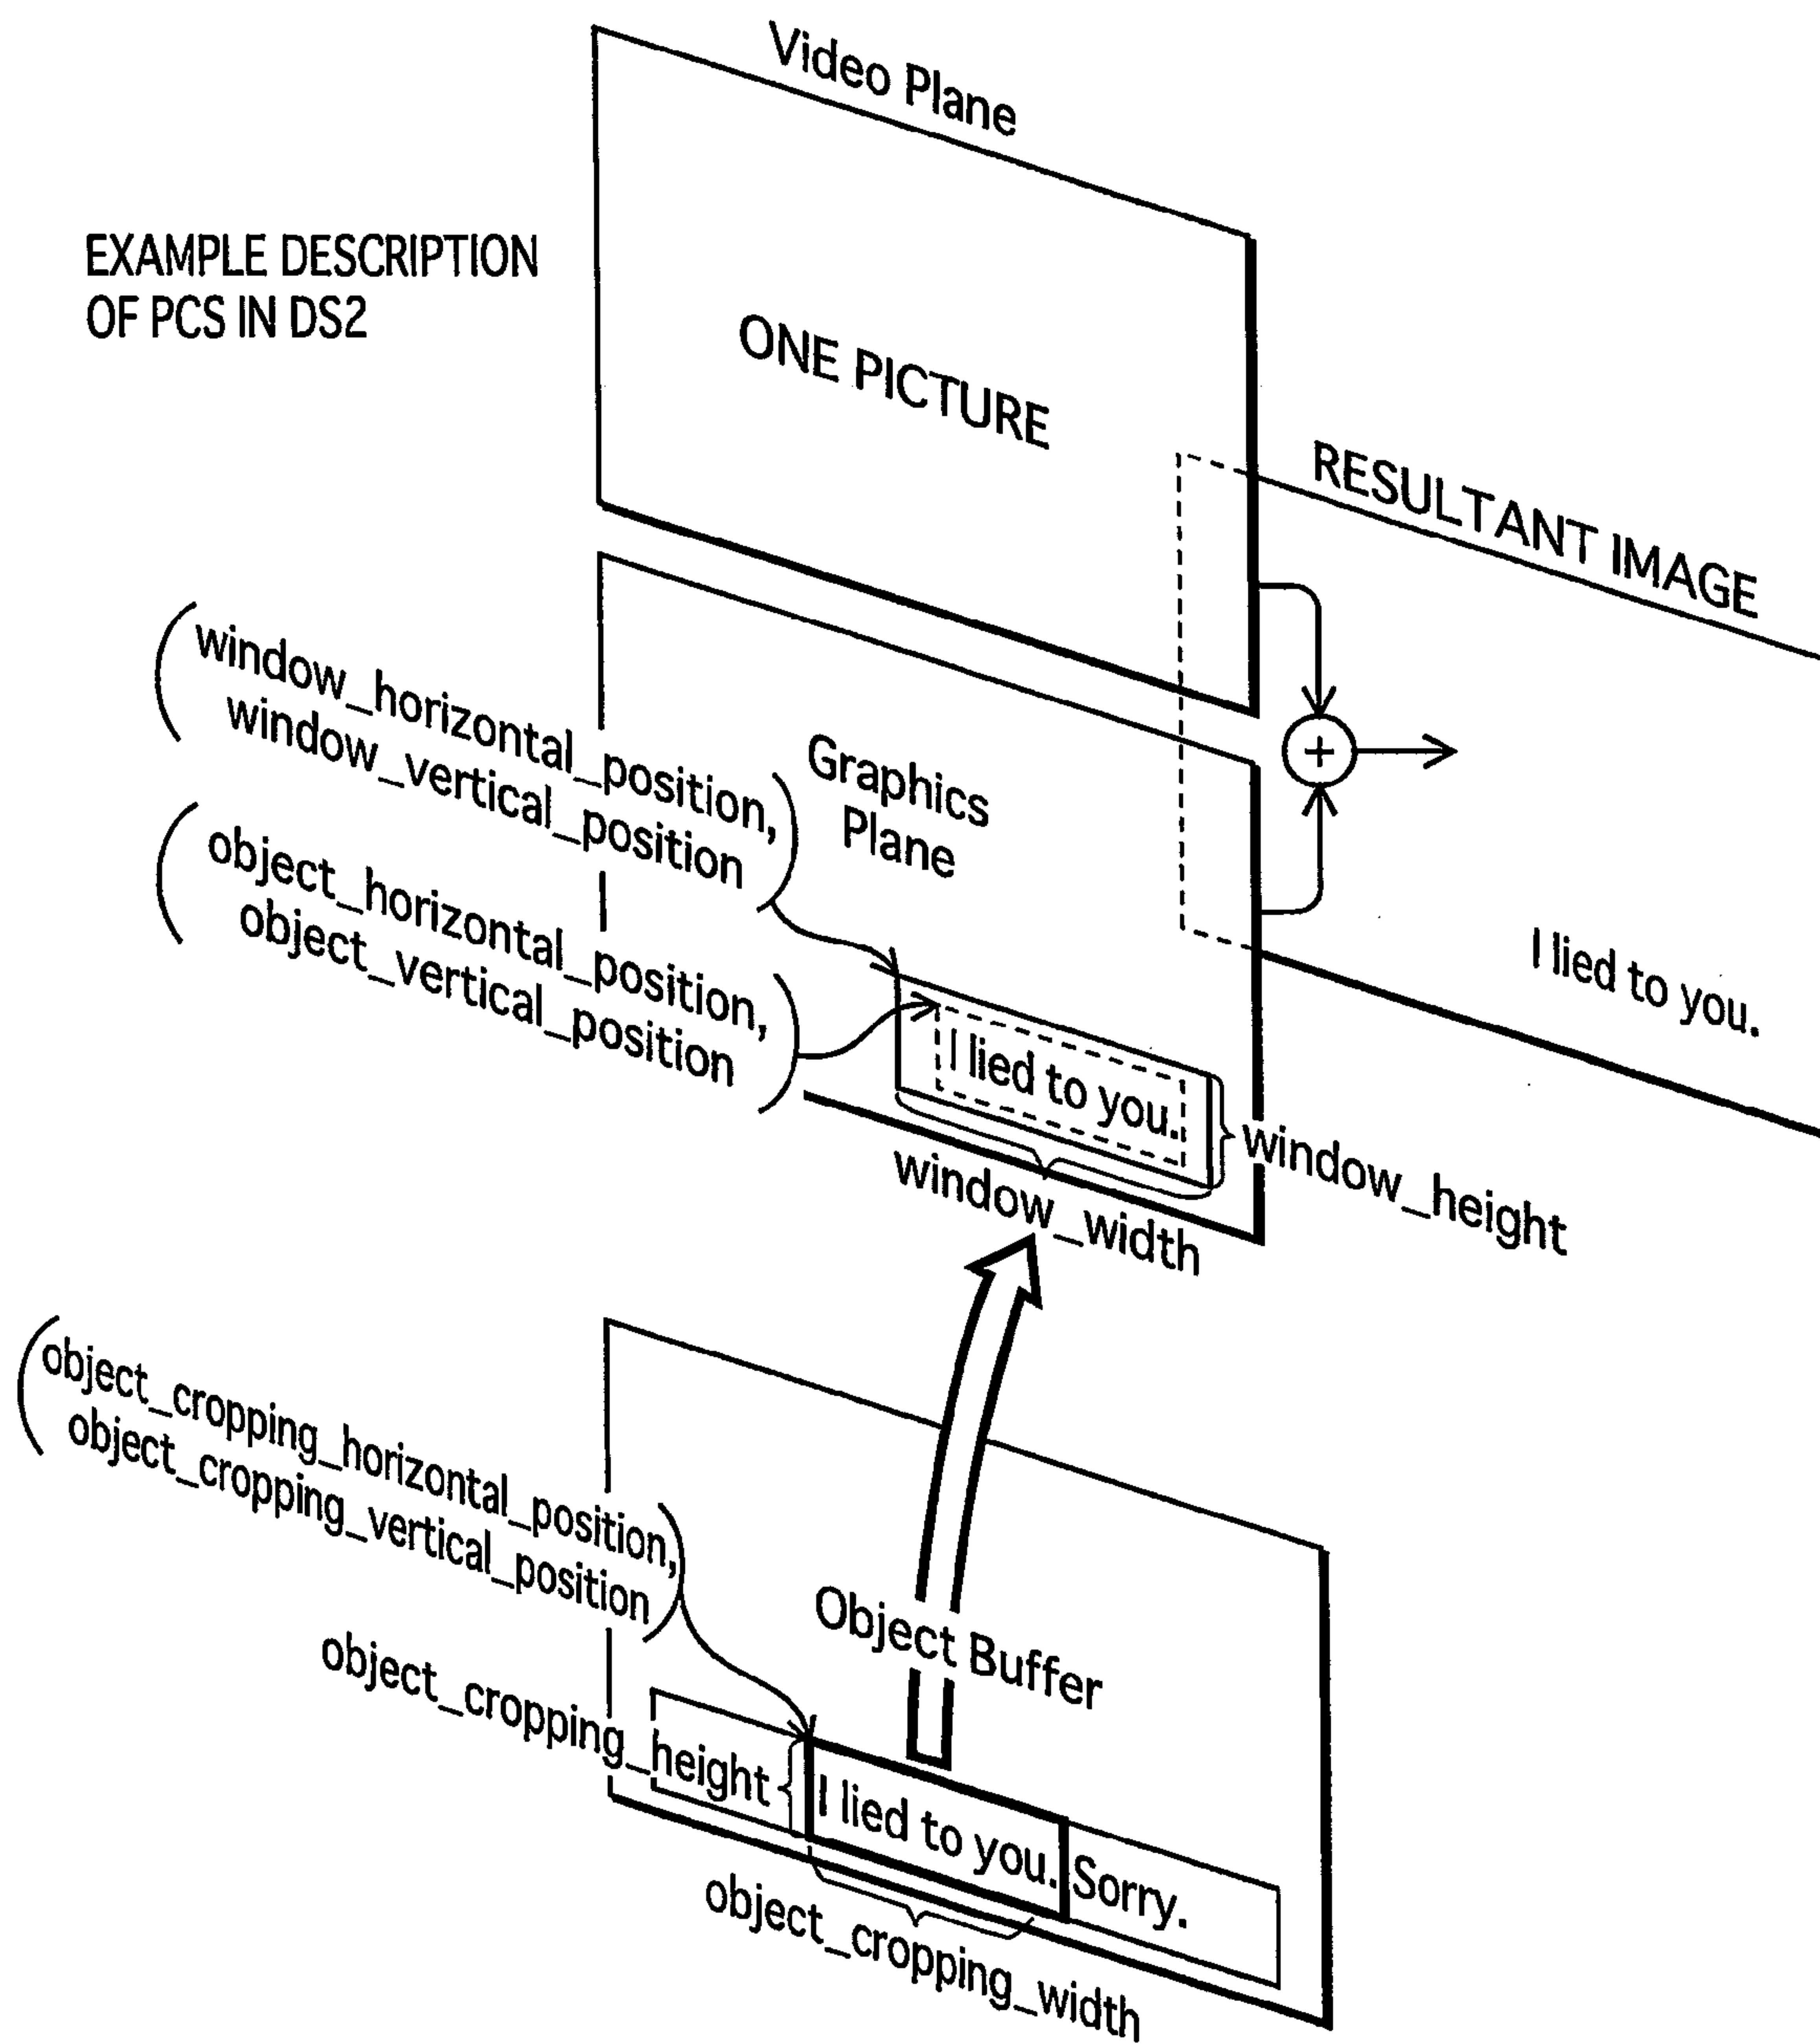 Video Plane
EXAMPLE DESCRIPTION
OF PCS IN DS2
ONE PICTURE
RESULTANT IMAGE
(window_horizontal_position,
window_vertical_position)
Graphics
Plane
+
(object_horizontal_position,
object_vertical_position)
I lied to you.
I lied to you.
window_height
window_width
(object_cropping_horizontal_position,
object_cropping_vertical_position)
Object Buffer
object_cropping_height
I lied to you. Sorry.
object_cropping_width